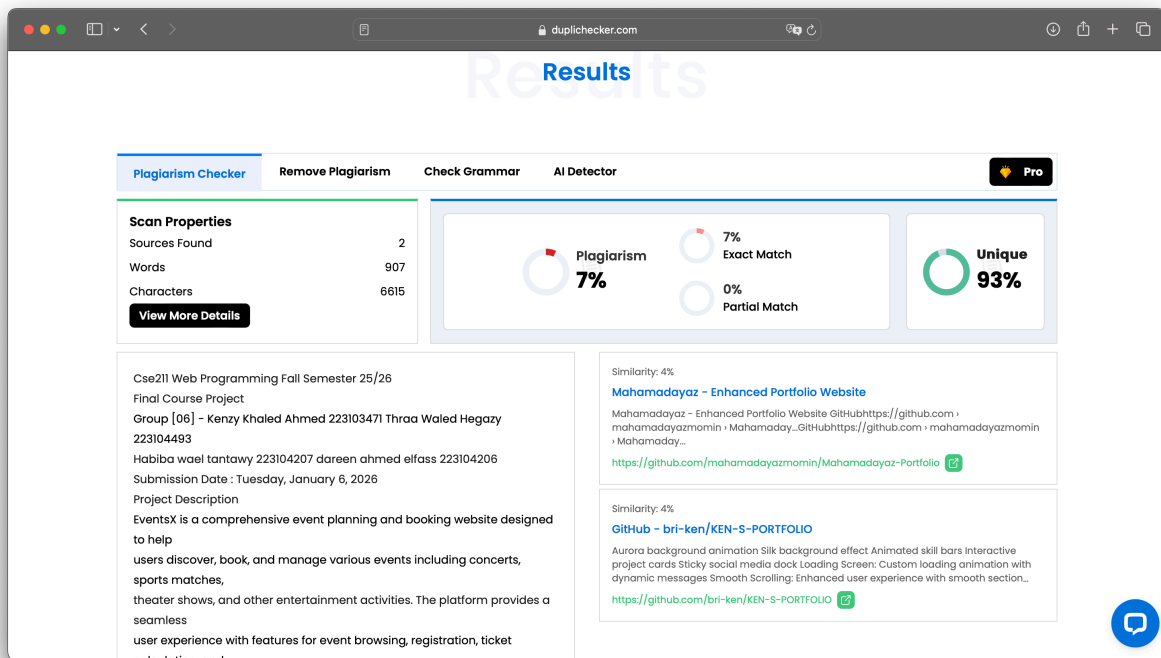 duplichecker.com
Results
Results
Plagiarism Checker
Remove Plagiarism
Check Grammar
AI Detector
Pro
Scan Properties
Sources Found 2
Words 907
Characters 6615
View More Details
Plagiarism
7%
7%
Exact Match
0%
Partial Match
Unique
93%
Cse211 Web Programming Fall Semester 25/26
Final Course Project
Group [06] - Kenzy Khaled Ahmed 223103471 Thraa Waled Hegazy
223104493
Habiba wael tantawy 223104207 dareen ahmed elfass 223104206
Submission Date : Tuesday, January 6, 2026
Project Description
EventsX is a comprehensive event planning and booking website designed
to help
users discover, book, and manage various events including concerts,
sports matches,
theater shows, and other entertainment activities. The platform provides a
seamless
user experience with features for event browsing, registration, ticket
Similarity: 4%
Mahamadayaz - Enhanced Portfolio Website
Mahamadayaz - Enhanced Portfolio Website GitHubhttps://github.com ›
mahamadayazmomin › Mahamaday...GitHubhttps://github.com › mahamadayazmomin
› Mahamaday...
https://github.com/mahamadayazmomin/Mahamadayaz-Portfolio
Similarity: 4%
GitHub - bri-ken/KEN-S-PORTFOLIO
Aurora background animation Silk background effect Animated skill bars Interactive
project cards Sticky social media dock Loading Screen: Custom loading animation with
dynamic messages Smooth Scrolling: Enhanced user experience with smooth section...
https://github.com/bri-ken/KEN-S-PORTFOLIO